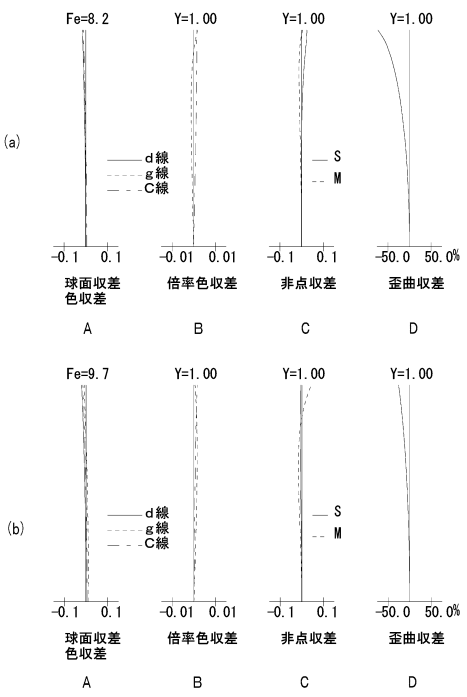 Fe=8.2 Y=1.00 Y=1.00 Y=1.00
(a)
d線
g線
C線
S
M
-0.1 0.1 -0.01 0.01 -0.1 0.1 -50.0 50.0%
球面収差 倍率色収差 非点収差 歪曲収差
色収差
A B C D
Fe=9.7 Y=1.00 Y=1.00 Y=1.00
(b)
d線
g線
C線
S
M
-0.1 0.1 -0.01 0.01 -0.1 0.1 -50.0 50.0%
球面収差 倍率色収差 非点収差 歪曲収差
色収差
A B C D